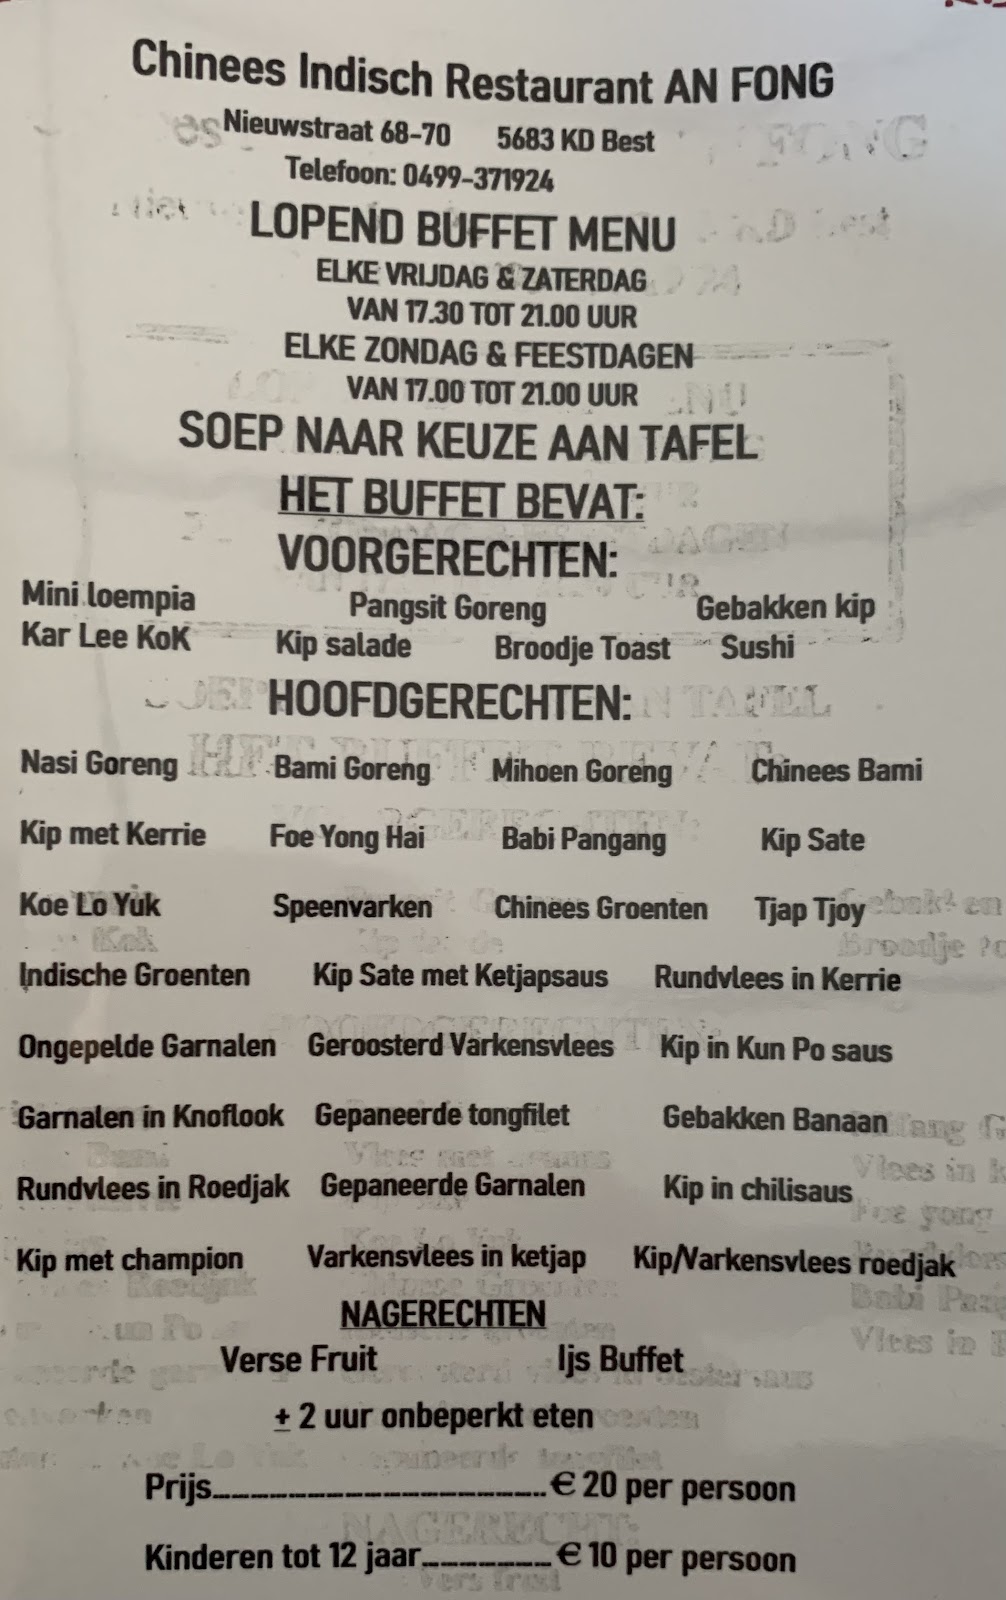 Chinees Indisch Restaurant AN FONG
Nieuwstraat 68-70 5683 KD Best
Telefoon: 0499-371924
LOPEND BUFFET MENU
ELKE VRIJDAG & ZATERDAG
VAN 17.30 TOT 21.00 UUR
ELKE ZONDAG & FEESTDAGEN
VAN 17.00 TOT 21.00 UUR
SOEP NAAR KEUZE AAN TAFEL
HET BUFFET BEVAT:
VOORGERECHTEN:
Mini loempia Pangsit Goreng Gebakken kip
Kar Lee KoK Kip salade Broodje Toast Sushi
HOOFDGERECHTEN:
Nasi Goreng Bami Goreng Mihoen Goreng Chinees Bami
Kip met Kerrie Foe Yong Hai Babi Pangang Kip Sate
Koe Lo Yuk Speenvarken Chinees Groenten Tjap Tjoy
Indische Groenten Kip Sate met Ketjapsaus Rundvlees in Kerrie
Ongepelde Garnalen Geroosterd Varkensvlees Kip in Kun Po saus
Garnalen in Knoflook Gepaneerde tongfilet Gebakken Banaan
Rundvlees in Roedjak Gepaneerde Garnalen Kip in chilisaus
Kip met champion Varkensvlees in ketjap Kip/Varkensvlees roedjak
NAGERECHTEN
Verse Fruit Ijs Buffet
± 2 uur onbeperkt eten
Prijs........................................€ 20 per persoon
Kinderen tot 12 jaar................€ 10 per persoon